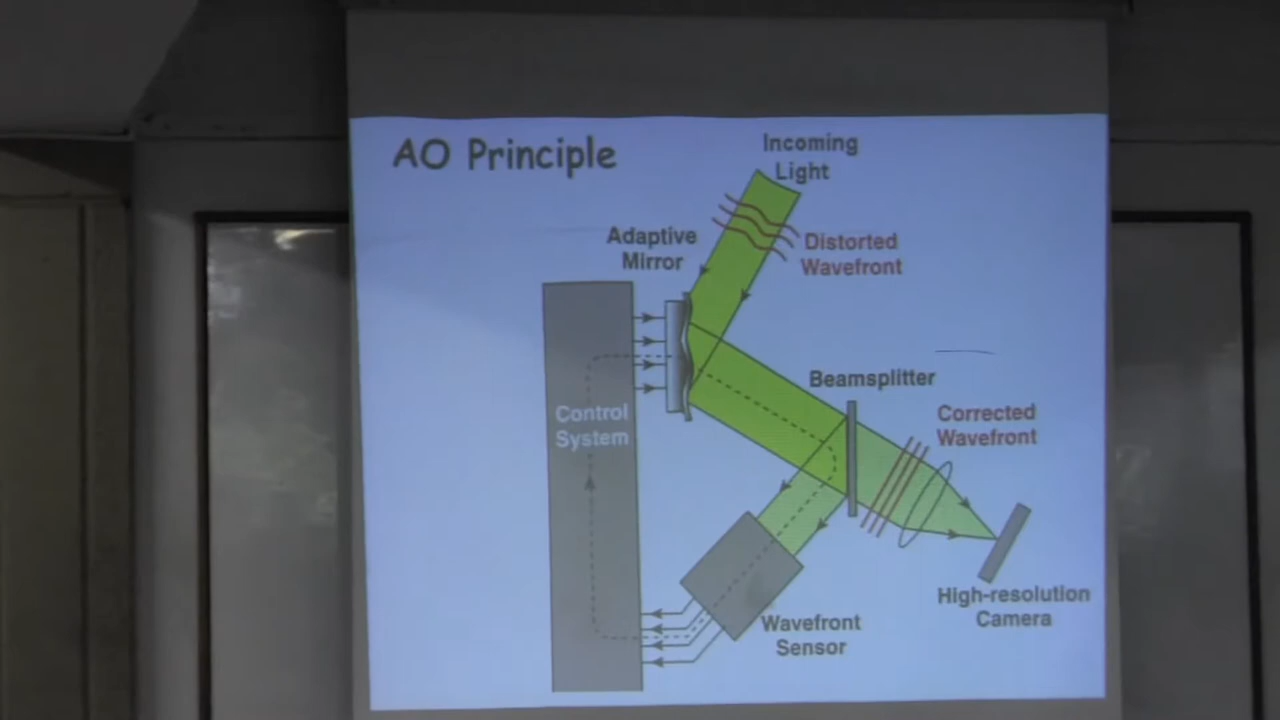 AO Principle
Incoming
Light
Adaptive
Mirror
Distorted
Wavefront
Beamsplitter
Control
System
Corrected
Wavefront
High-resolution
Camera
Wavefront
Sensor